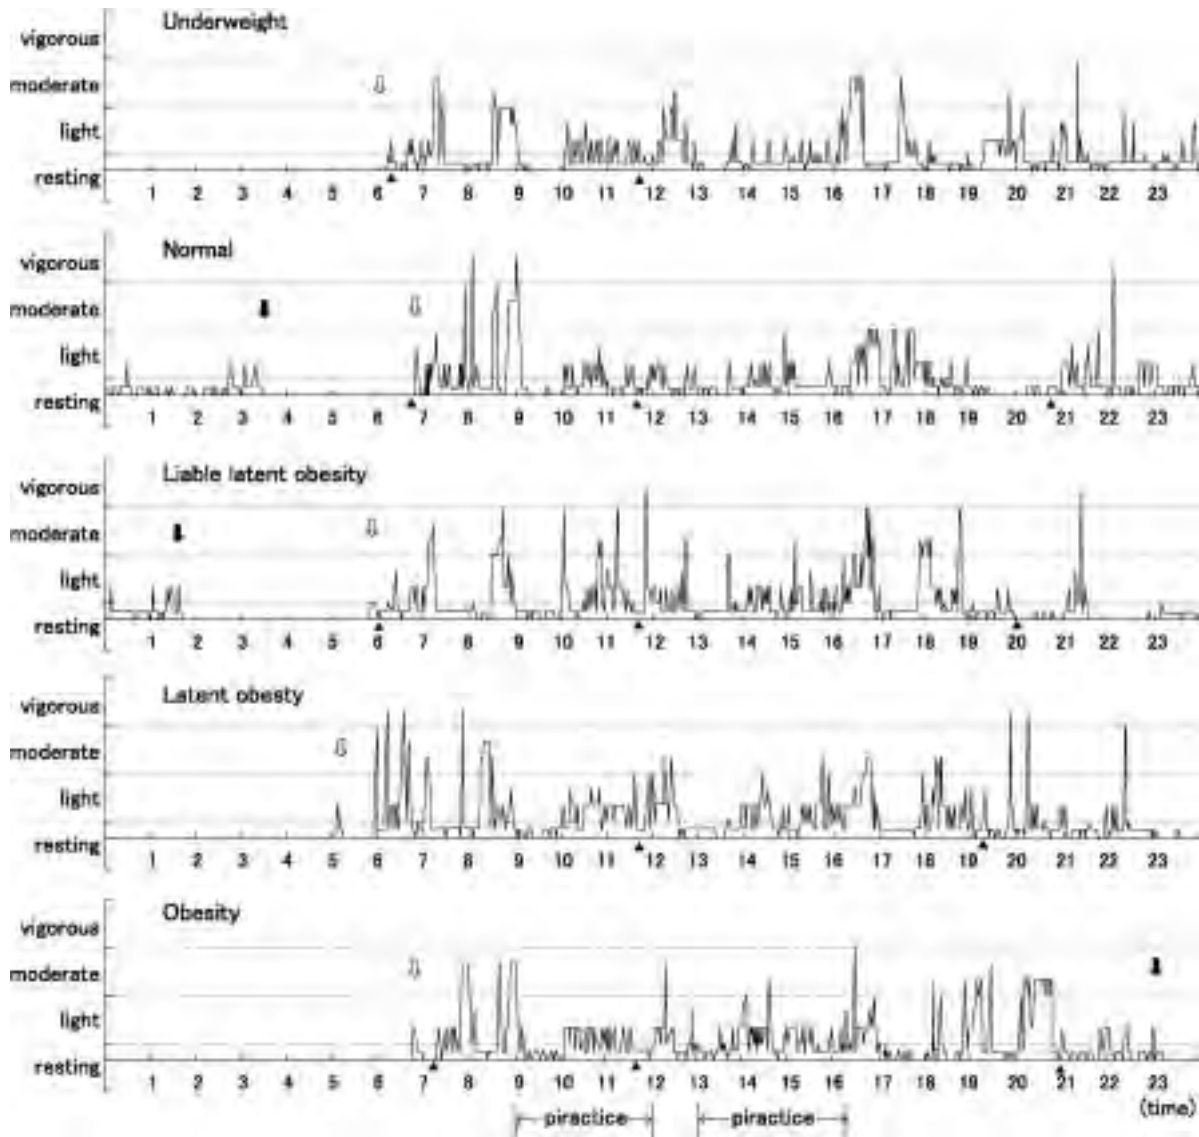 Underweight
vigorous
moderate
light
resting
1 2 3 4 5 6 7 8 9 10 11 12 13 14 15 16 17 18 19 20 21 22 23
Normal
vigorous
moderate
light
resting
1 2 3 4 5 6 7 8 9 10 11 12 13 14 15 16 17 18 19 20 21 22 23
Liable latent obesity
vigorous
moderate
light
resting
1 2 3 4 5 6 7 8 9 10 11 12 13 14 15 16 17 18 19 20 21 22 23
Latent obesty
vigorous
moderate
light
resting
1 2 3 4 5 6 7 8 9 10 11 12 13 14 15 16 17 18 19 20 21 22 23
Obesity
vigorous
moderate
light
resting
1 2 3 4 5 6 7 8 9 10 11 12 13 14 15 16 17 18 19 20 21 22 23
(time)
piractice piractice